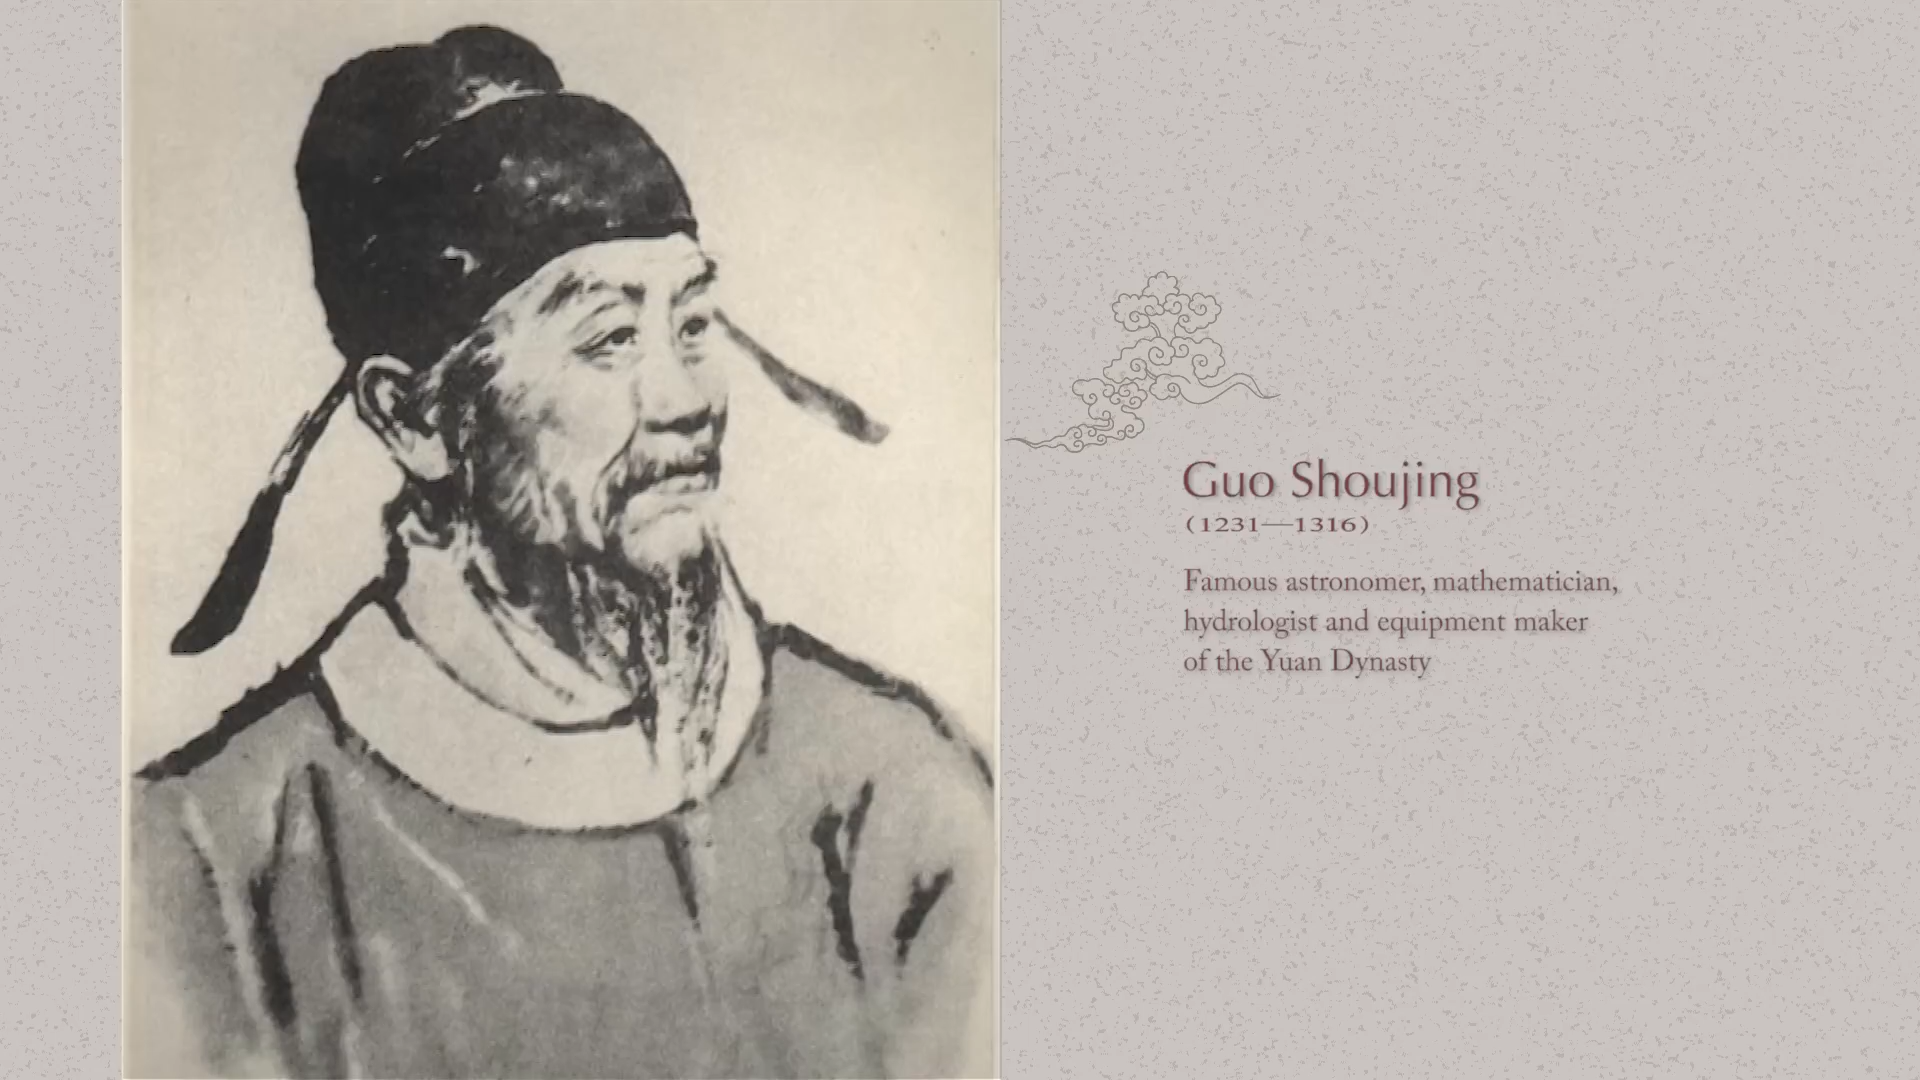 Guo Shoujing
(1231—1316)
Famous astronomer, mathematician,
hydrologist and equipment maker
of the Yuan Dynasty